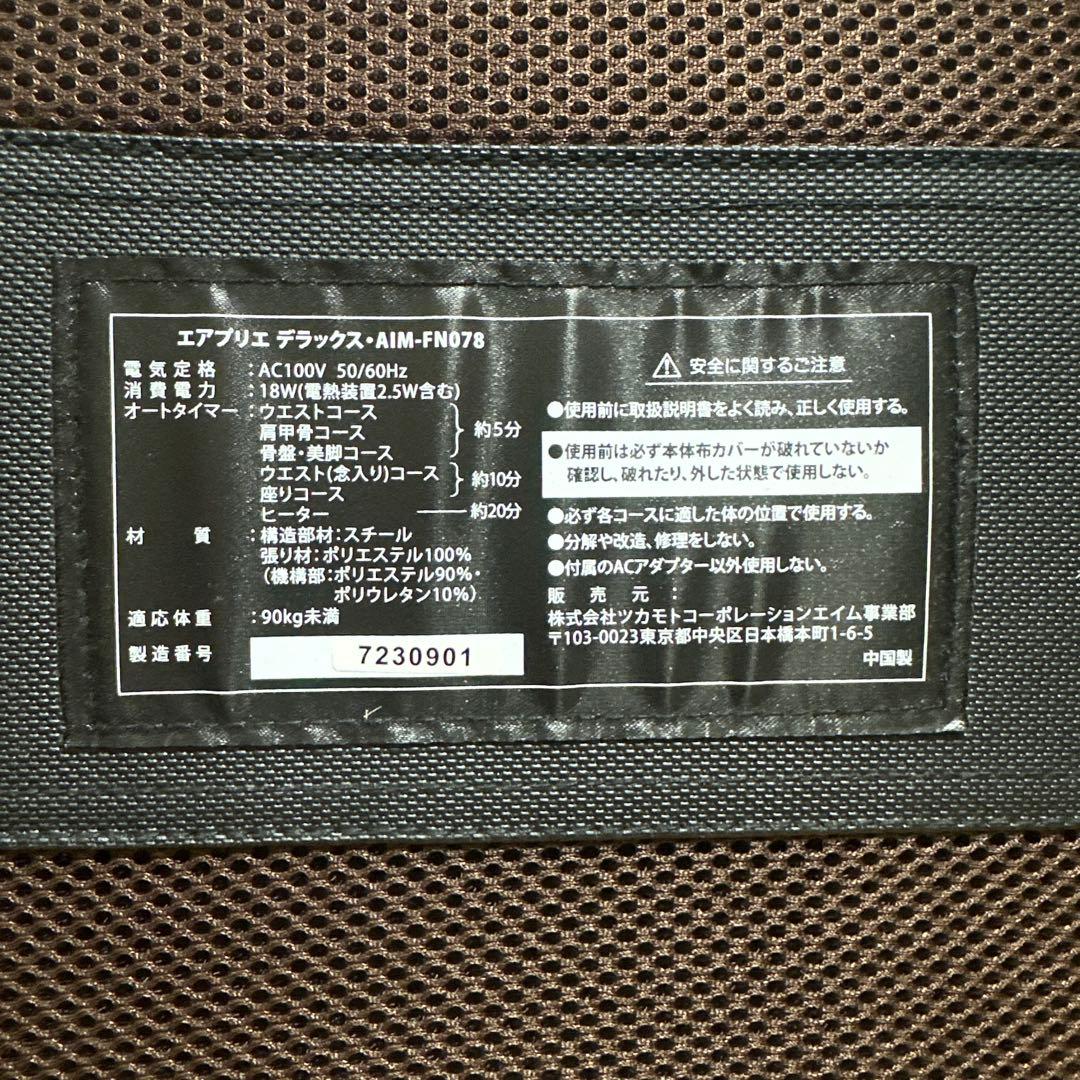 エアプリエ デラックス・AIM-FN078
電気定格 : AC100V 50/60Hz
消費電力 : 18W(電熱装置2.5W含む)
オートタイマー : ウエストコース
肩甲骨コース 約5分
骨盤・美脚コース
ウエスト(念入り)コース 約10分
座りコース
ヒーター 約20分
材質 : 構造部材:スチール
張り材:ポリエステル100%
(機構部:ポリエステル90%・
ポリウレタン10%)
適応体重 : 90kg未満
製造番号 7230901
⚠ 安全に関するご注意
●使用前に取扱説明書をよく読み、正しく使用する。
●使用前は必ず本体布カバーが破れていないか
確認し、破れたり、外した状態で使用しない。
●必ず各コースに適した体の位置で使用する。
●分解や改造、修理をしない。
●付属のACアダプター以外使用しない。
販売元:
株式会社ツカモトコーポレーションエイム事業部
〒103-0023東京都中央区日本橋本町1-6-5
中国製